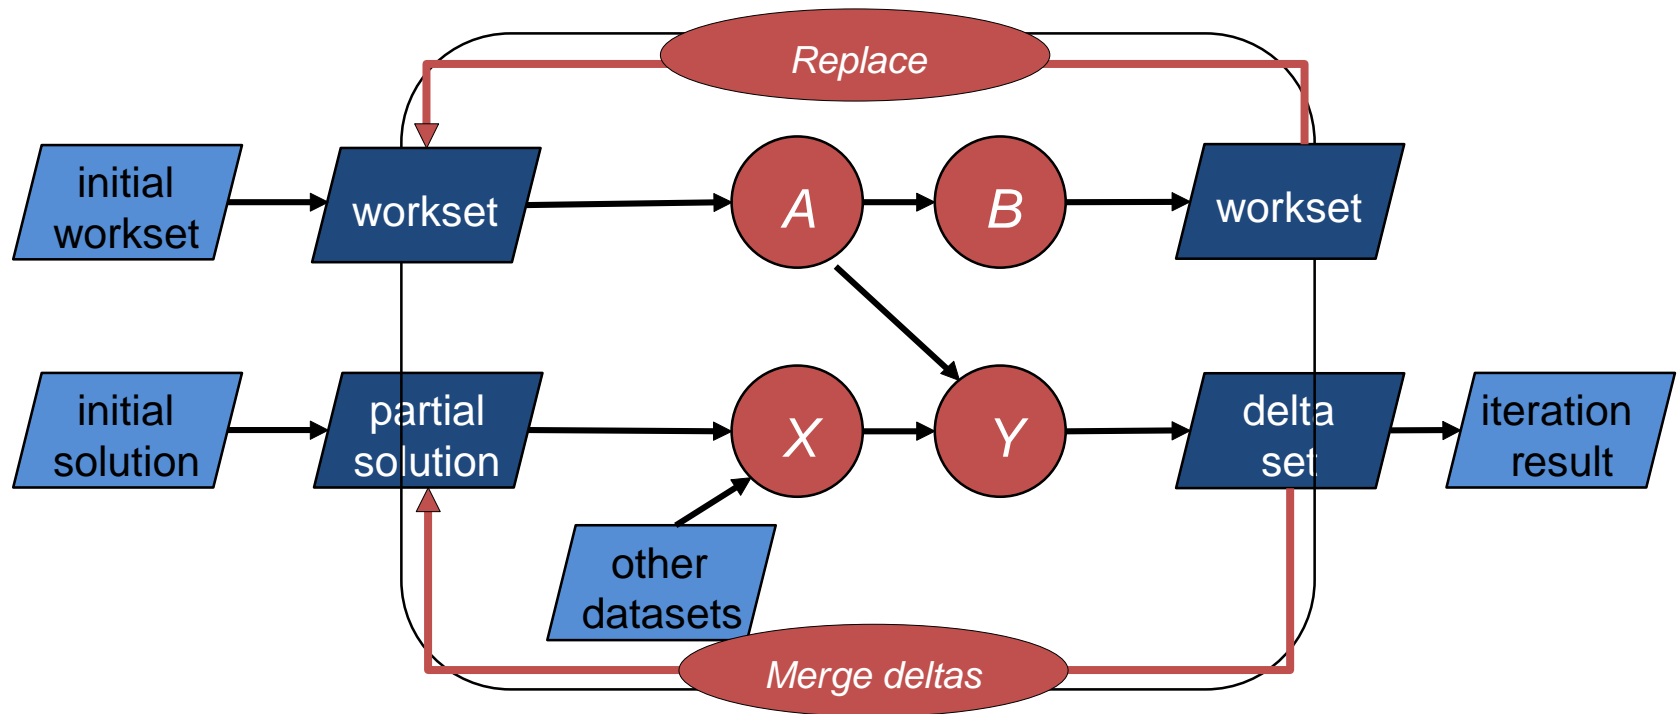 Replace
initial
workset
workset
A
B
workset
initial
solution
partial
solution
X
Y
delta
set
iteration
result
other
datasets
Merge deltas